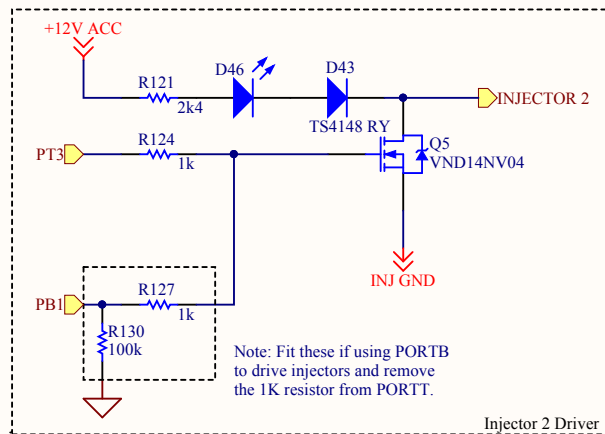 +12V ACC
D46
D43
R121
2k4
TS4148 RY
INJECTOR 2
R124
PT3
1k
Q5
VND14NV04
INJ GND
R127
PB1
1k
R130
100k
Note: Fit these if using PORTB
to drive injectors and remove
the 1K resistor from PORTT.
Injector 2 Driver